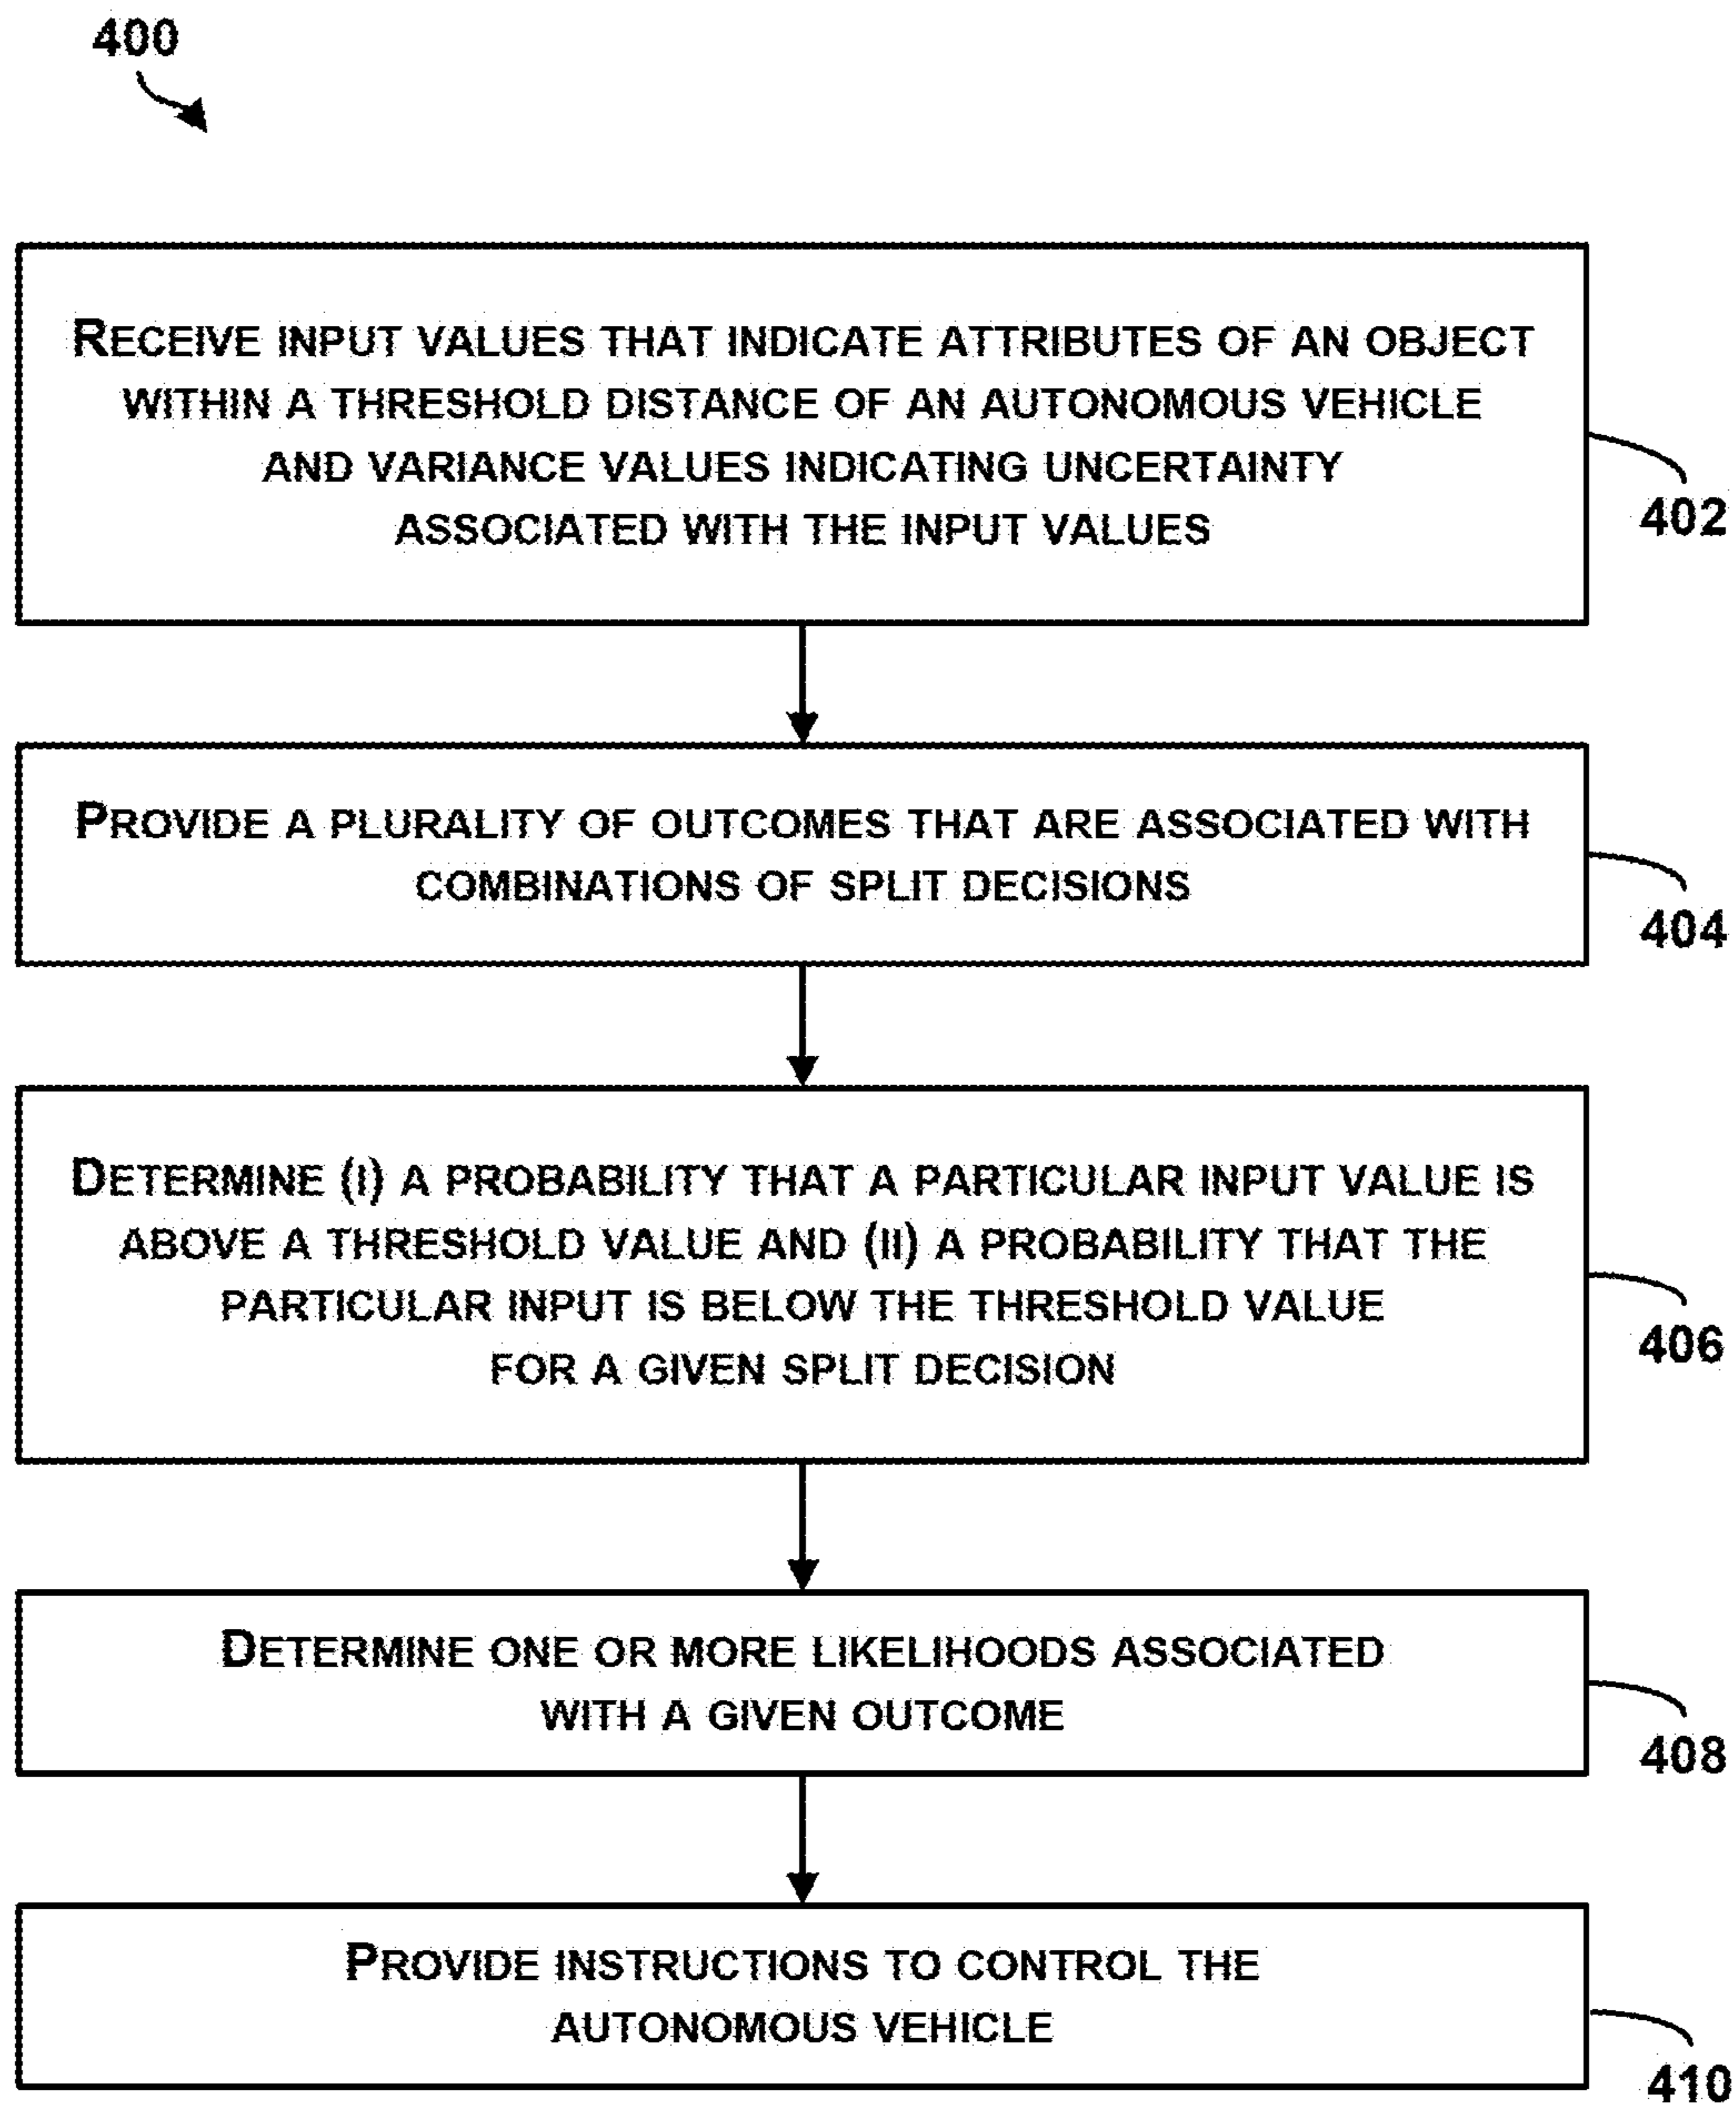 400
RECEIVE INPUT VALUES THAT INDICATE ATTRIBUTES OF AN OBJECT
WITHIN A THRESHOLD DISTANCE OF AN AUTONOMOUS VEHICLE
AND VARIANCE VALUES INDICATING UNCERTAINTY
ASSOCIATED WITH THE INPUT VALUES
402
PROVIDE A PLURALITY OF OUTCOMES THAT ARE ASSOCIATED WITH
COMBINATIONS OF SPLIT DECISIONS
404
DETERMINE (I) A PROBABILITY THAT A PARTICULAR INPUT VALUE IS
ABOVE A THRESHOLD VALUE AND (II) A PROBABILITY THAT THE
PARTICULAR INPUT IS BELOW THE THRESHOLD VALUE
FOR A GIVEN SPLIT DECISION
406
DETERMINE ONE OR MORE LIKELIHOODS ASSOCIATED
WITH A GIVEN OUTCOME
408
PROVIDE INSTRUCTIONS TO CONTROL THE
AUTONOMOUS VEHICLE
410